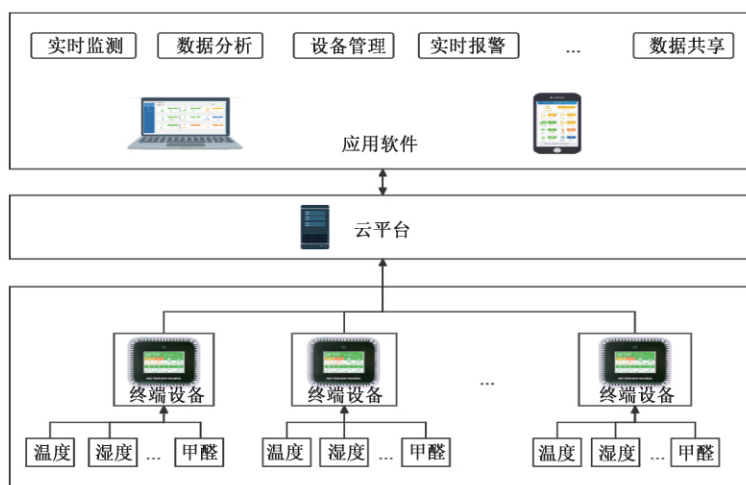 实时监测 数据分析 设备管理 实时报警 ... 数据共享
应用软件
云平台
终端设备 终端设备 ... 终端设备
温度 湿度 ... 甲醛 温度 湿度 ... 甲醛 温度 湿度 ... 甲醛